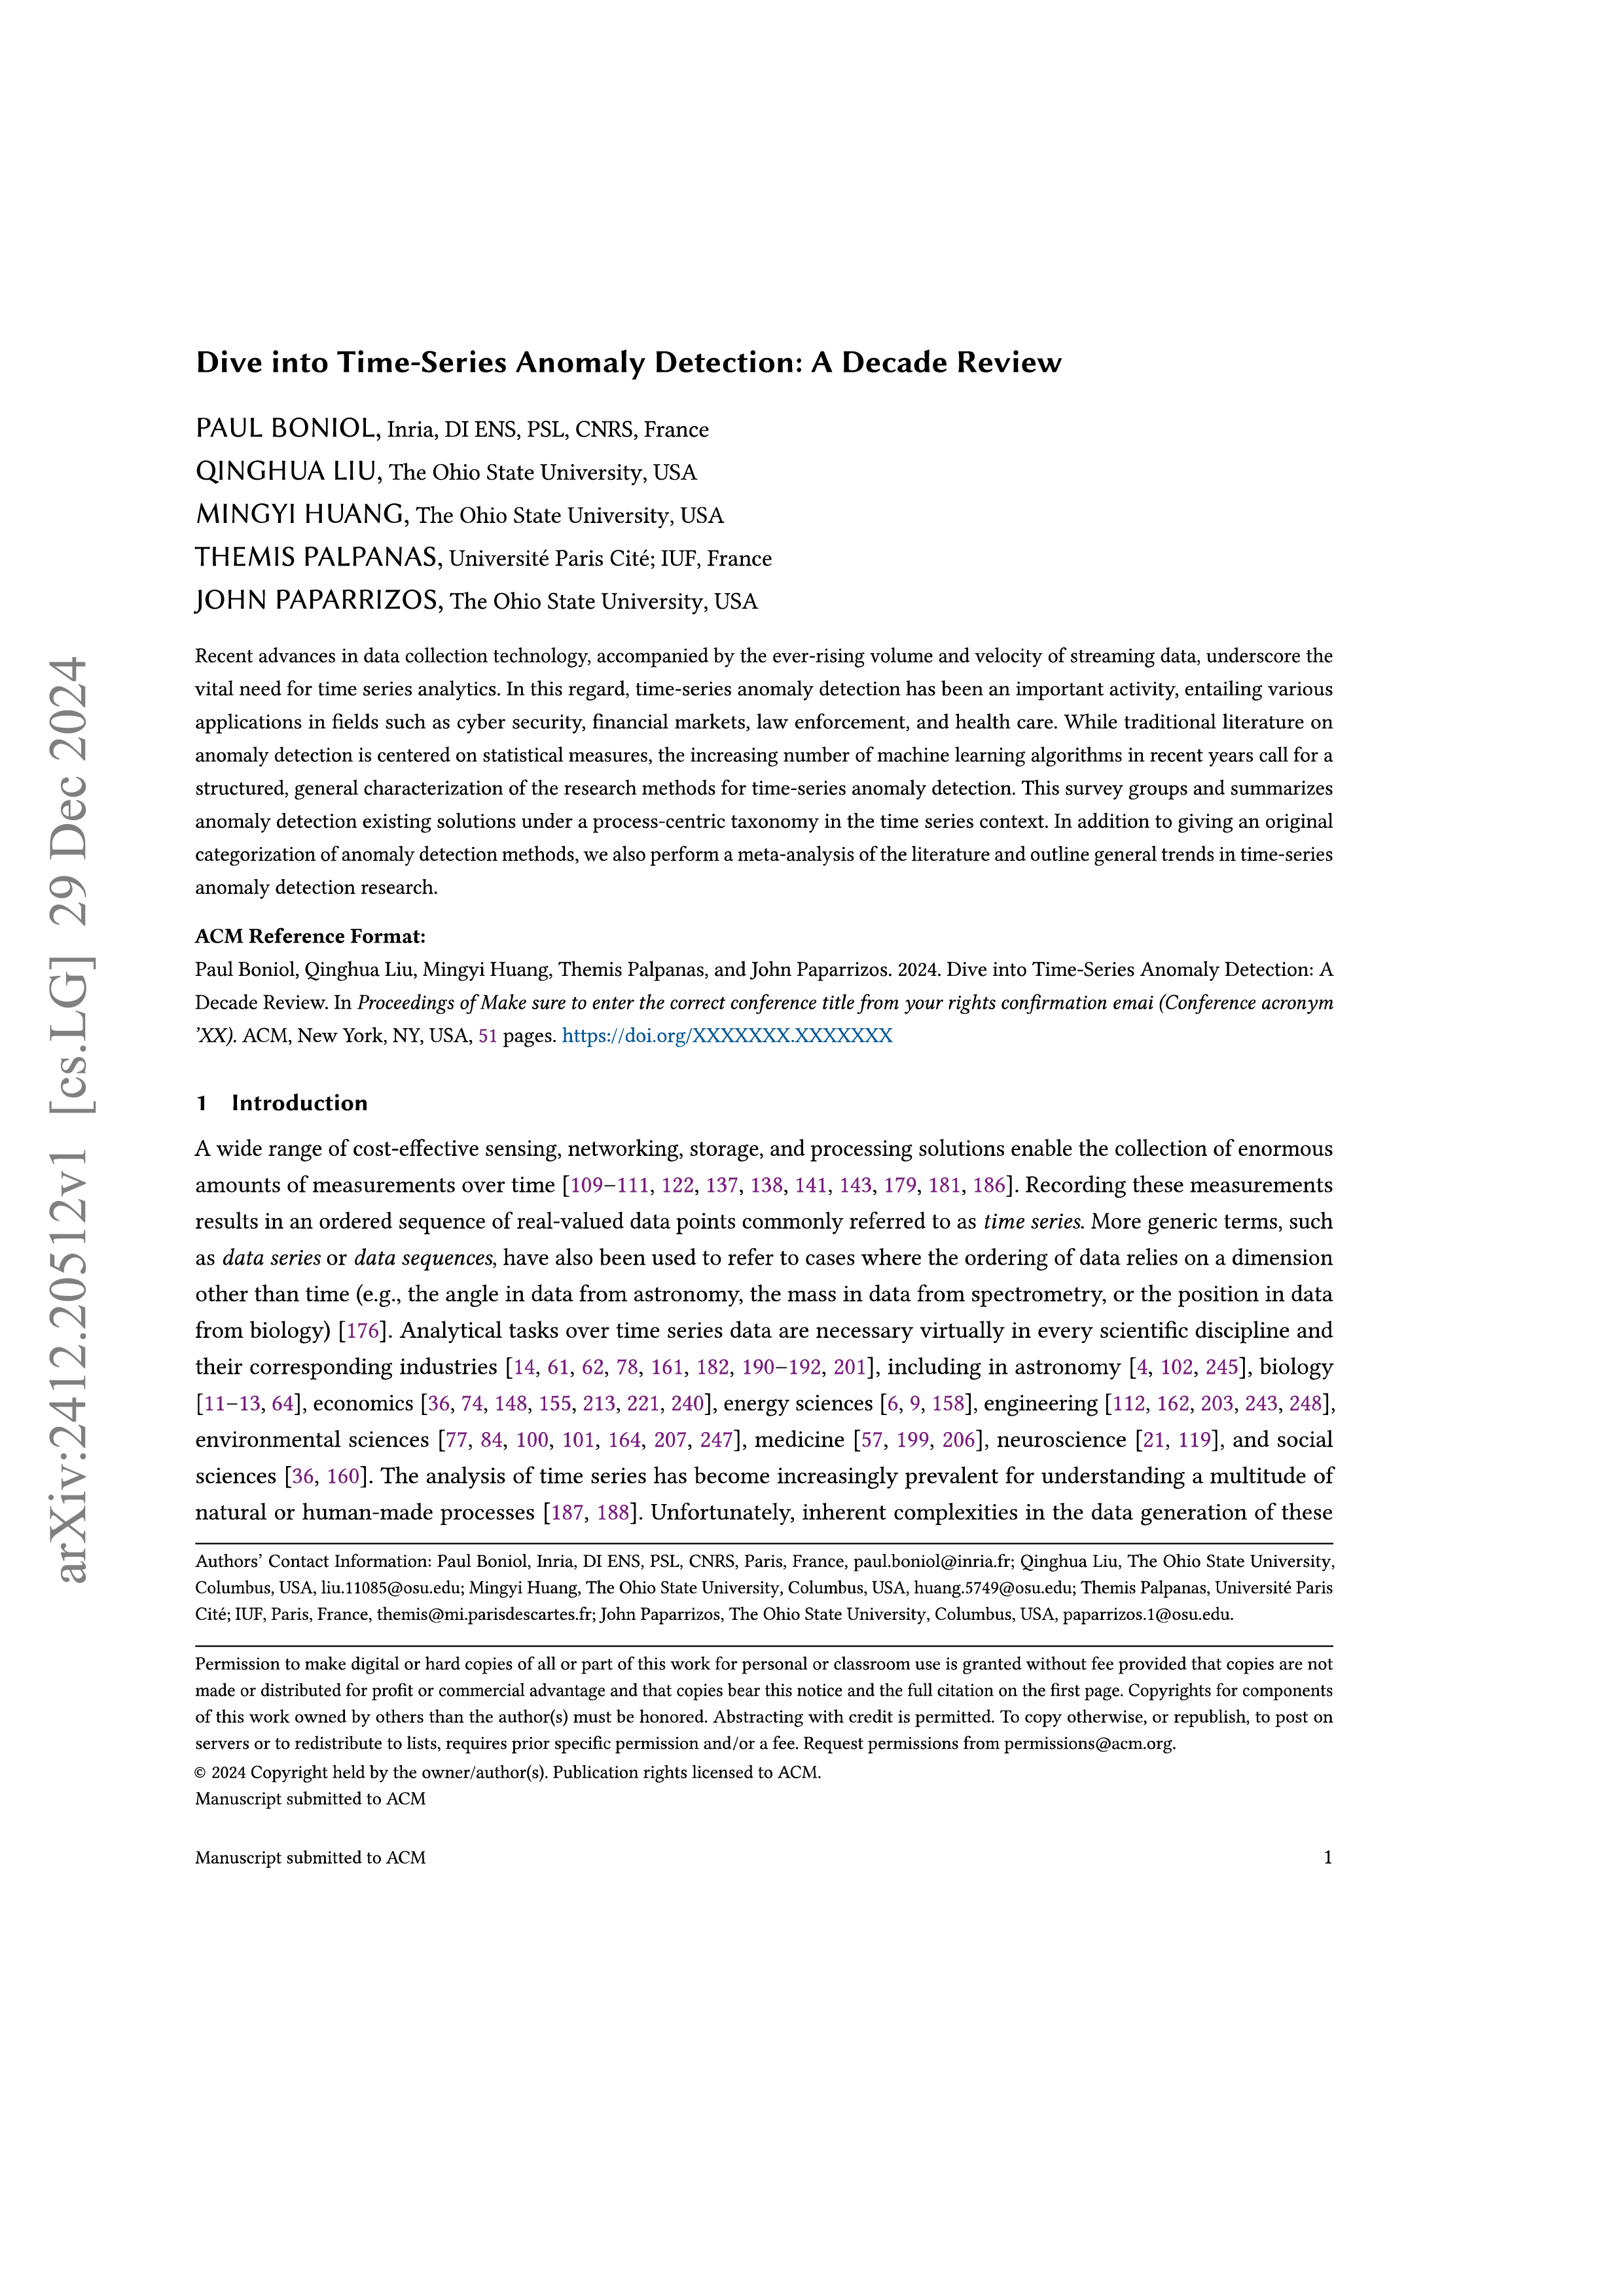 Dive into Time-Series Anomaly Detection: A Decade Review
PAUL BONIOL, Inria, DI ENS, PSL, CNRS, France
QINGHUA LIU, The Ohio State University, USA
MINGYI HUANG, The Ohio State University, USA
THEMIS PALPANAS, Université Paris Cité; IUF, France
JOHN PAPARRIZOS, The Ohio State University, USA
Recent advances in data collection technology, accompanied by the ever-rising volume and velocity of streaming data, underscore the
vital need for time series analytics. In this regard, time-series anomaly detection has been an important activity, entailing various
applications in fields such as cyber security, financial markets, law enforcement, and health care. While traditional literature on
anomaly detection is centered on statistical measures, the increasing number of machine learning algorithms in recent years call for a
structured, general characterization of the research methods for time-series anomaly detection. This survey groups and summarizes
anomaly detection existing solutions under a process-centric taxonomy in the time series context. In addition to giving an original
categorization of anomaly detection methods, we also perform a meta-analysis of the literature and outline general trends in time-series
anomaly detection research.
ACM Reference Format:
Paul Boniol, Qinghua Liu, Mingyi Huang, Themis Palpanas, and John Paparrizos. 2024. Dive into Time-Series Anomaly Detection: A
Decade Review. In Proceedings of Make sure to enter the correct conference title from your rights confirmation emai (Conference acronym
’XX). ACM, New York, NY, USA, 51 pages. https://doi.org/XXXXXXX.XXXXXXX
1 Introduction
A wide range of cost-effective sensing, networking, storage, and processing solutions enable the collection of enormous
amounts of measurements over time [109–111, 122, 137, 138, 141, 143, 179, 181, 186]. Recording these measurements
results in an ordered sequence of real-valued data points commonly referred to as time series. More generic terms, such
as data series or data sequences, have also been used to refer to cases where the ordering of data relies on a dimension
other than time (e.g., the angle in data from astronomy, the mass in data from spectrometry, or the position in data
from biology) [176]. Analytical tasks over time series data are necessary virtually in every scientific discipline and
their corresponding industries [14, 61, 62, 78, 161, 182, 190–192, 201], including in astronomy [4, 102, 245], biology
[11–13, 64], economics [36, 74, 148, 155, 213, 221, 240], energy sciences [6, 9, 158], engineering [112, 162, 203, 243, 248],
environmental sciences [77, 84, 100, 101, 164, 207, 247], medicine [57, 199, 206], neuroscience [21, 119], and social
sciences [36, 160]. The analysis of time series has become increasingly prevalent for understanding a multitude of
natural or human-made processes [187, 188]. Unfortunately, inherent complexities in the data generation of these
Authors’ Contact Information: Paul Boniol, Inria, DI ENS, PSL, CNRS, Paris, France, paul.boniol@inria.fr; Qinghua Liu, The Ohio State University,
Columbus, USA, liu.11085@osu.edu; Mingyi Huang, The Ohio State University, Columbus, USA, huang.5749@osu.edu; Themis Palpanas, Université Paris
Cité; IUF, Paris, France, themis@mi.parisdescartes.fr; John Paparrizos, The Ohio State University, Columbus, USA, paparrizos.1@osu.edu.
Permission to make digital or hard copies of all or part of this work for personal or classroom use is granted without fee provided that copies are not
made or distributed for profit or commercial advantage and that copies bear this notice and the full citation on the first page. Copyrights for components
of this work owned by others than the author(s) must be honored. Abstracting with credit is permitted. To copy otherwise, or republish, to post on
servers or to redistribute to lists, requires prior specific permission and/or a fee. Request permissions from permissions@acm.org.
© 2024 Copyright held by the owner/author(s). Publication rights licensed to ACM.
Manuscript submitted to ACM
Manuscript submitted to ACM 1
arXiv:2412.20512v1 [cs.LG] 29 Dec 2024